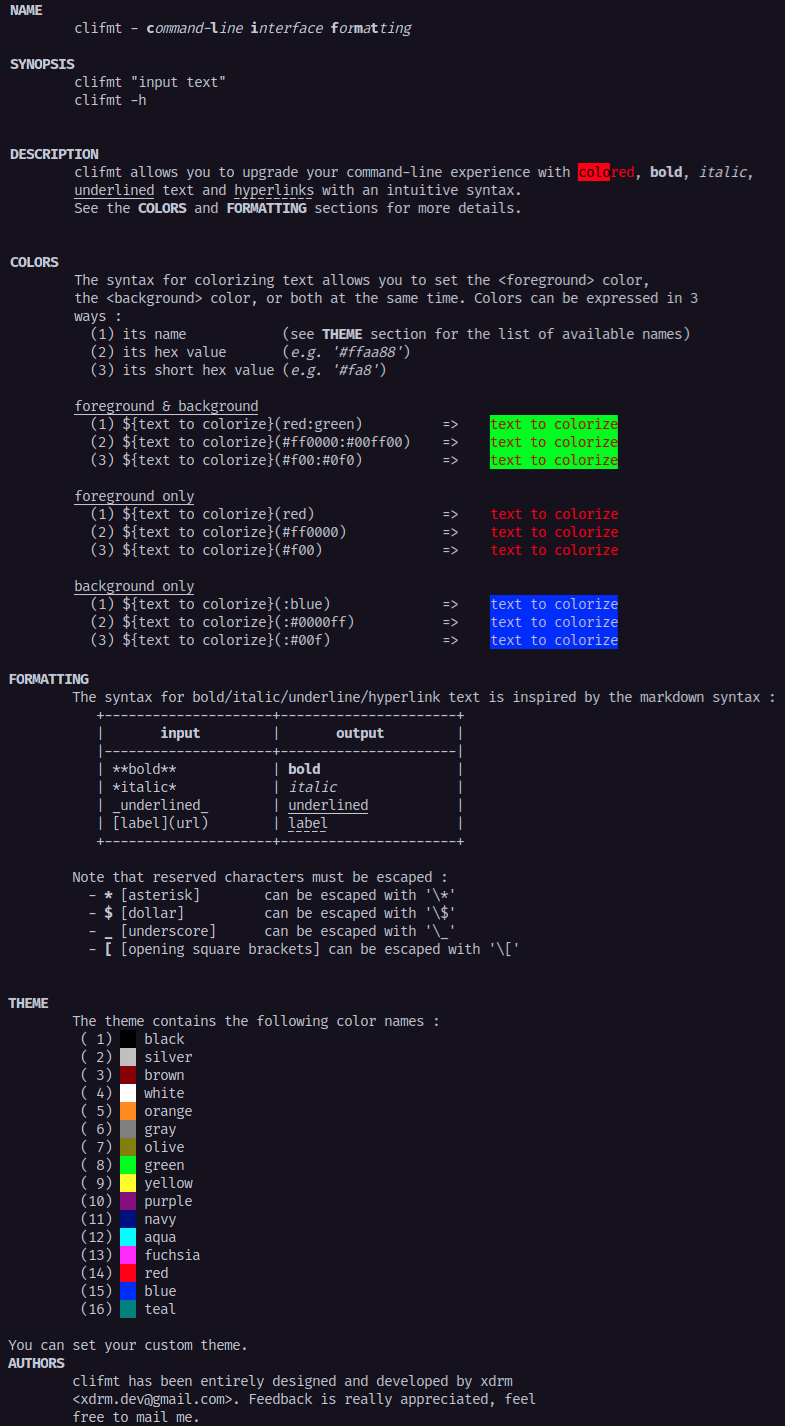 NAME
clifmt - command-line interface formatting
SYNOPSIS
clifmt "input text"
clifmt -h
DESCRIPTION
clifmt allows you to upgrade your command-line experience with colored, bold, italic,
underlined text and hyperlinks with an intuitive syntax.
See the COLORS and FORMATTING sections for more details.
COLORS
The syntax for colorizing text allows you to set the <foreground> color,
the <background> color, or both at the same time. Colors can be expressed in 3
ways :
(1) its name (see THEME section for the list of available names)
(2) its hex value (e.g. '#ffaa88')
(3) its short hex value (e.g. '#fa8')
foreground & background
(1) ${text to colorize}(red:green) => text to colorize
(2) ${text to colorize}(#ff0000:#00ff00) => text to colorize
(3) ${text to colorize}(#f00:#0f0) => text to colorize
foreground only
(1) ${text to colorize}(red) => text to colorize
(2) ${text to colorize}(#ff0000) => text to colorize
(3) ${text to colorize}(#f00) => text to colorize
background only
(1) ${text to colorize}(:blue) => text to colorize
(2) ${text to colorize}(:#0000ff) => text to colorize
(3) ${text to colorize}(:#00f) => text to colorize
FORMATTING
The syntax for bold/italic/underline/hyperlink text is inspired by the markdown syntax :
+---------------------+----------------------+
| input | output |
|---------------------+----------------------|
| **bold** | bold |
| *italic* | italic |
| _underlined_ | underlined |
| [label](url) | label |
+---------------------+----------------------+
Note that reserved characters must be escaped :
- * [asterisk] can be escaped with '\*'
- $ [dollar] can be escaped with '\$'
- _ [underscore] can be escaped with '\_'
- [ [opening square brackets] can be escaped with '\['
THEME
The theme contains the following color names :
( 1) black
( 2) silver
( 3) brown
( 4) white
( 5) orange
( 6) gray
( 7) olive
( 8) green
( 9) yellow
(10) purple
(11) navy
(12) aqua
(13) fuchsia
(14) red
(15) blue
(16) teal
You can set your custom theme.
AUTHORS
clifmt has been entirely designed and developed by xdrm
<xdrm.dev@gmail.com>. Feedback is really appreciated, feel
free to mail me.